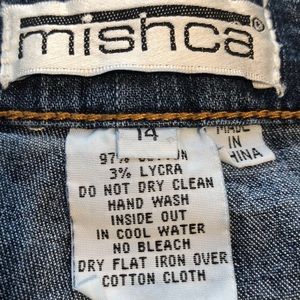 mishca®
14
MADE
IN
CHINA
97% COTTON
3% LYCRA
DO NOT DRY CLEAN
HAND WASH
INSIDE OUT
IN COOL WATER
NO BLEACH
DRY FLAT IRON OVER
COTTON CLOTH